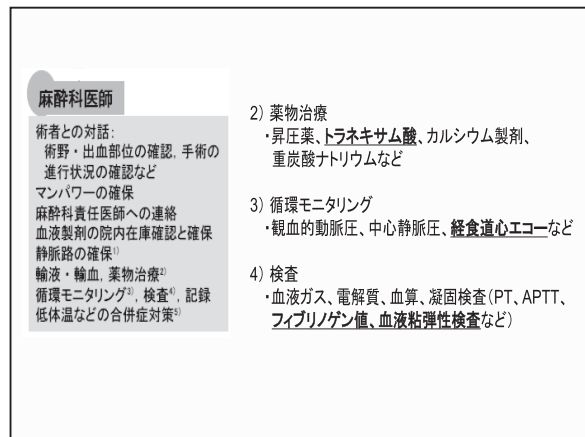 麻酔科医師
術者との対話:
術野・出血部位の確認, 手術の
進行状況の確認など
マンパワーの確保
麻酔科責任医師への連絡
血液製剤の院内在庫確認と確保
静脈路の確保1)
輸液・輸血, 薬物治療2)
循環モニタリング3), 検査4), 記録
低体温などの合併症対策5)
2) 薬物治療
・昇圧薬、トラネキサム酸、カルシウム製剤、
重炭酸ナトリウムなど
3) 循環モニタリング
・観血的動脈圧、中心静脈圧、経食道心エコーなど
4) 検査
・血液ガス、電解質、血算、凝固検査(PT、APTT、
フィブリノゲン値、血液粘弾性検査など)